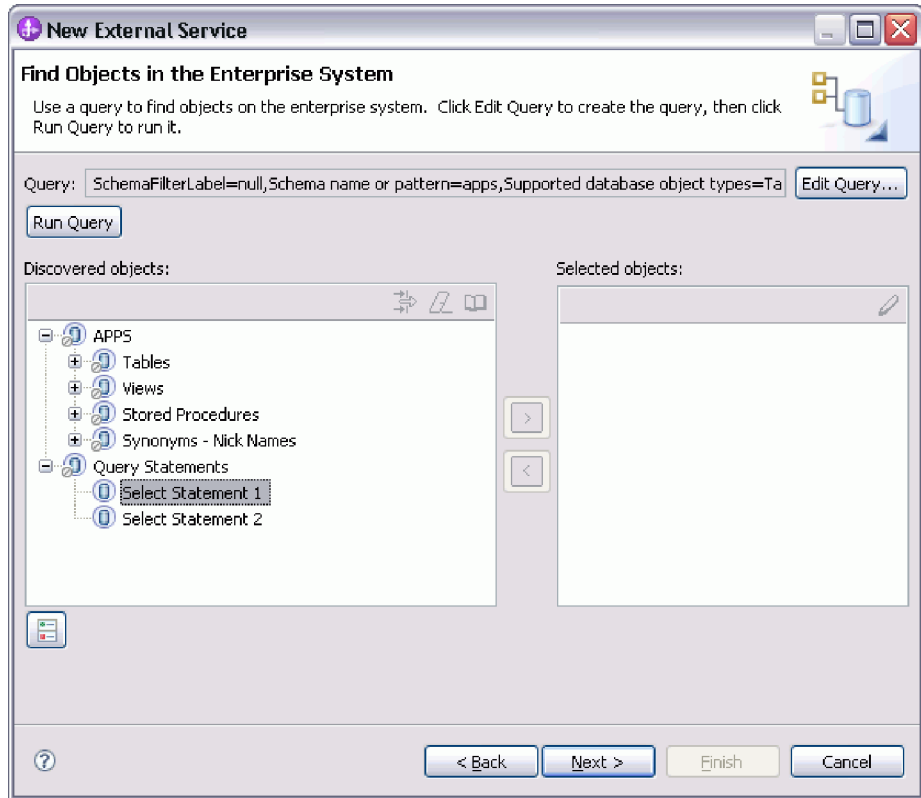 New External Service
Find Objects in the Enterprise System
Use a query to find objects on the enterprise system. Click Edit Query to create the query, then click
Run Query to run it.
Query: SchemaFilterLabel=null,Schema name or pattern=apps,Supported database object types=Ta Edit Query...
Run Query
Discovered objects: Selected objects:
APPS
Tables
Views
Stored Procedures
Synonyms - Nick Names
Query Statements
Select Statement 1
Select Statement 2
> 
<
? < Back Next > Finish Cancel